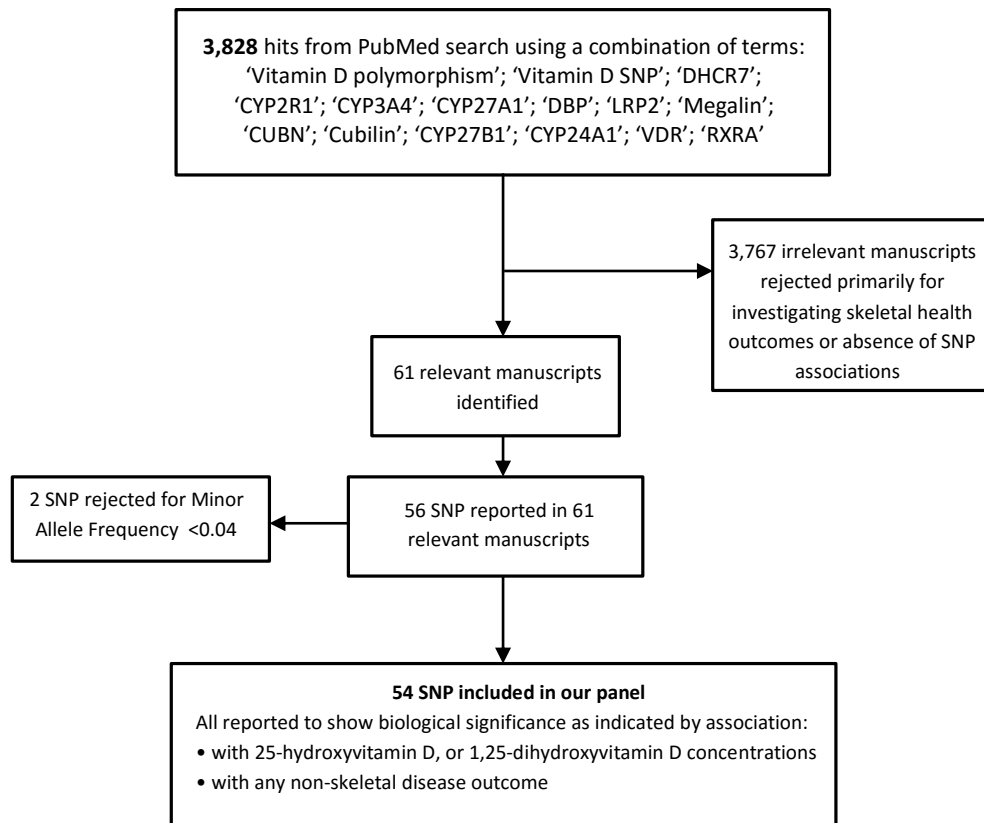 3,828 hits from PubMed search using a combination of terms:
‘Vitamin D polymorphism’; ‘Vitamin D SNP’; ‘DHCR7’;
‘CYP2R1’; ‘CYP3A4’; ‘CYP27A1’; ‘DBP’; ‘LRP2’; ‘Megalin’;
‘CUBN’; ‘Cubilin’; ‘CYP27B1’; ‘CYP24A1’; ‘VDR’; ‘RXRA’
3,767 irrelevant manuscripts
rejected primarily for
investigating skeletal health
outcomes or absence of SNP
associations
61 relevant manuscripts
identified
2 SNP rejected for Minor
Allele Frequency <0.04
56 SNP reported in 61
relevant manuscripts
54 SNP included in our panel
All reported to show biological significance as indicated by association:
• with 25-hydroxyvitamin D, or 1,25-dihydroxyvitamin D concentrations
• with any non-skeletal disease outcome